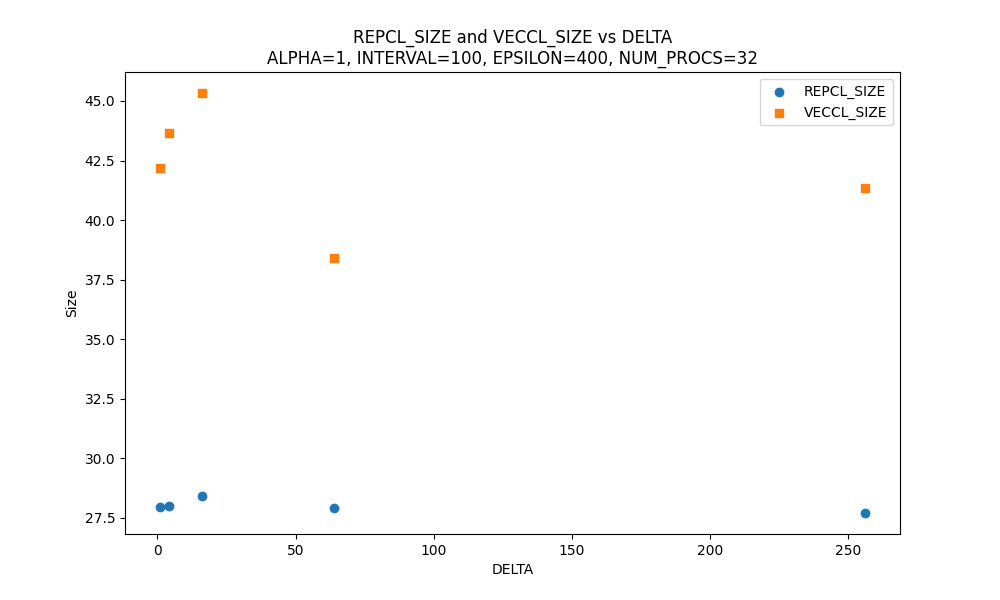 REPCL_SIZE and VECCL_SIZE vs DELTA
ALPHA=1, INTERVAL=100, EPSILON=400, NUM_PROCS=32
REPCL_SIZE
VECCL_SIZE
45.0
42.5
40.0
37.5
35.0
32.5
30.0
27.5
Size
0
50
100
150
200
250
DELTA